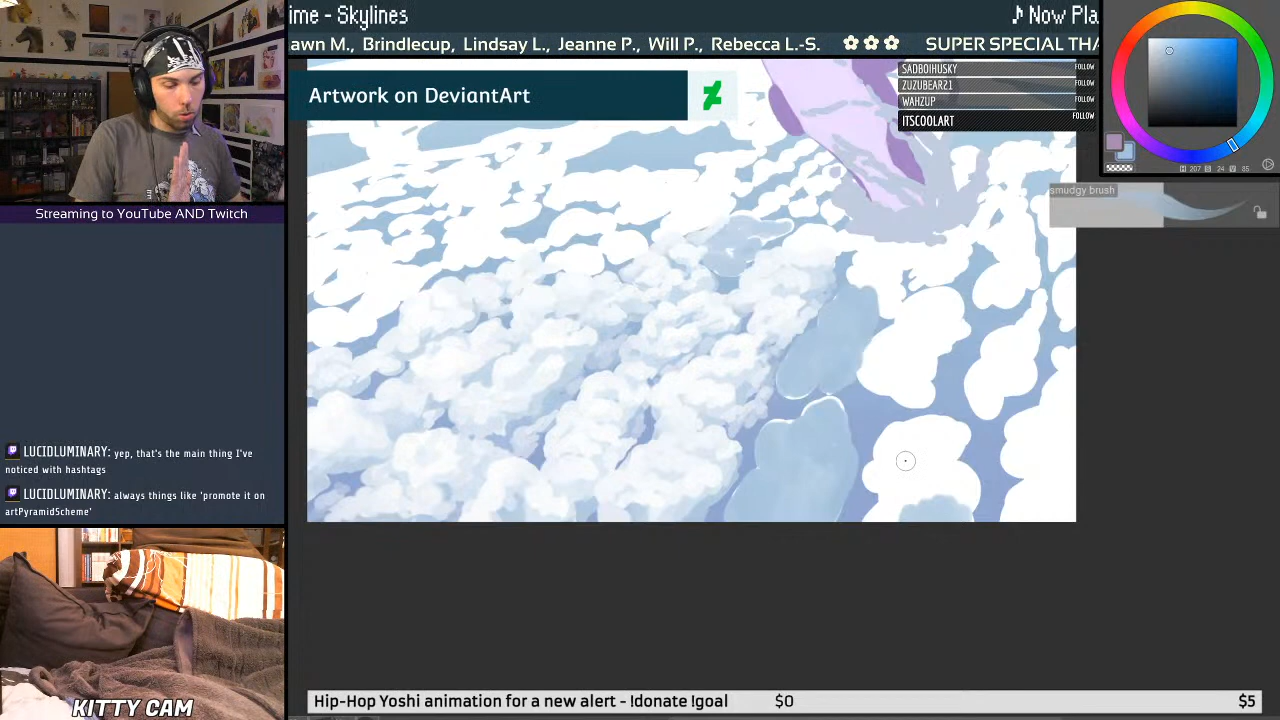 ime - Skylines
♪ Now Pla
awn M., Brindlecup, Lindsay L., Jeanne P., Will P., Rebecca L.-S. ✿ ✿ ✿ SUPER SPECIAL THA
Artwork on DeviantArt
SADBOIHUSKY FOLLOW
ZUZUBEAR21 FOLLOW
WAHZUP FOLLOW
ITSCOOLART FOLLOW
H 207 S 24 V 85
smudgy brush
Streaming to YouTube AND Twitch
LUCIDLUMINARY: yep, that's the main thing I've
noticed with hashtags
LUCIDLUMINARY: always things like 'promote it on
artPyramidScheme'
KITTY CAM
Hip-Hop Yoshi animation for a new alert - !donate !goal $0 $5